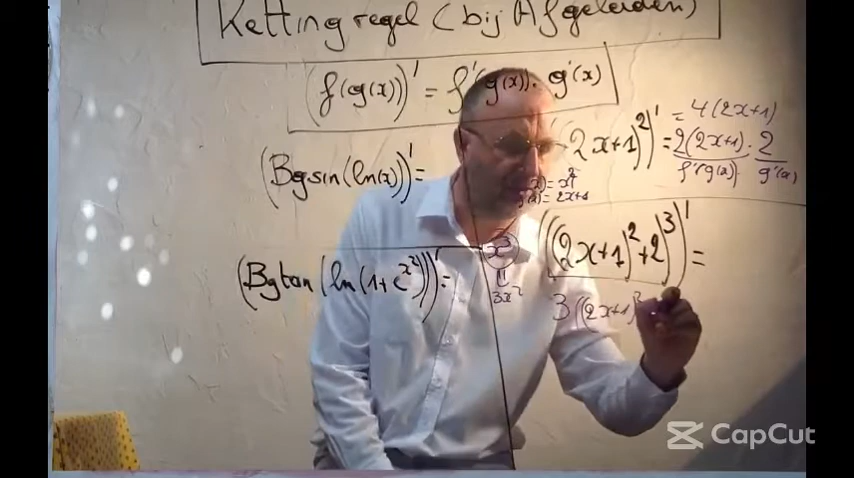 Kettingregel (bij Afgeleiden)
(f(g(x)))' = f'(g(x)). g'(x)
(Bgsin(ln(x)))' =
2x+1)²)' = 2(2x+1) . 2
= 4(2x+1)
f'(g(x)). g'(x)
x) = x²
g(x) = 2x+1
(Bgtan(ln(1+e^x²)))' =
x³
3x²
(((2x+1)²+2)³)' =
3((2x+1)²
CapCut